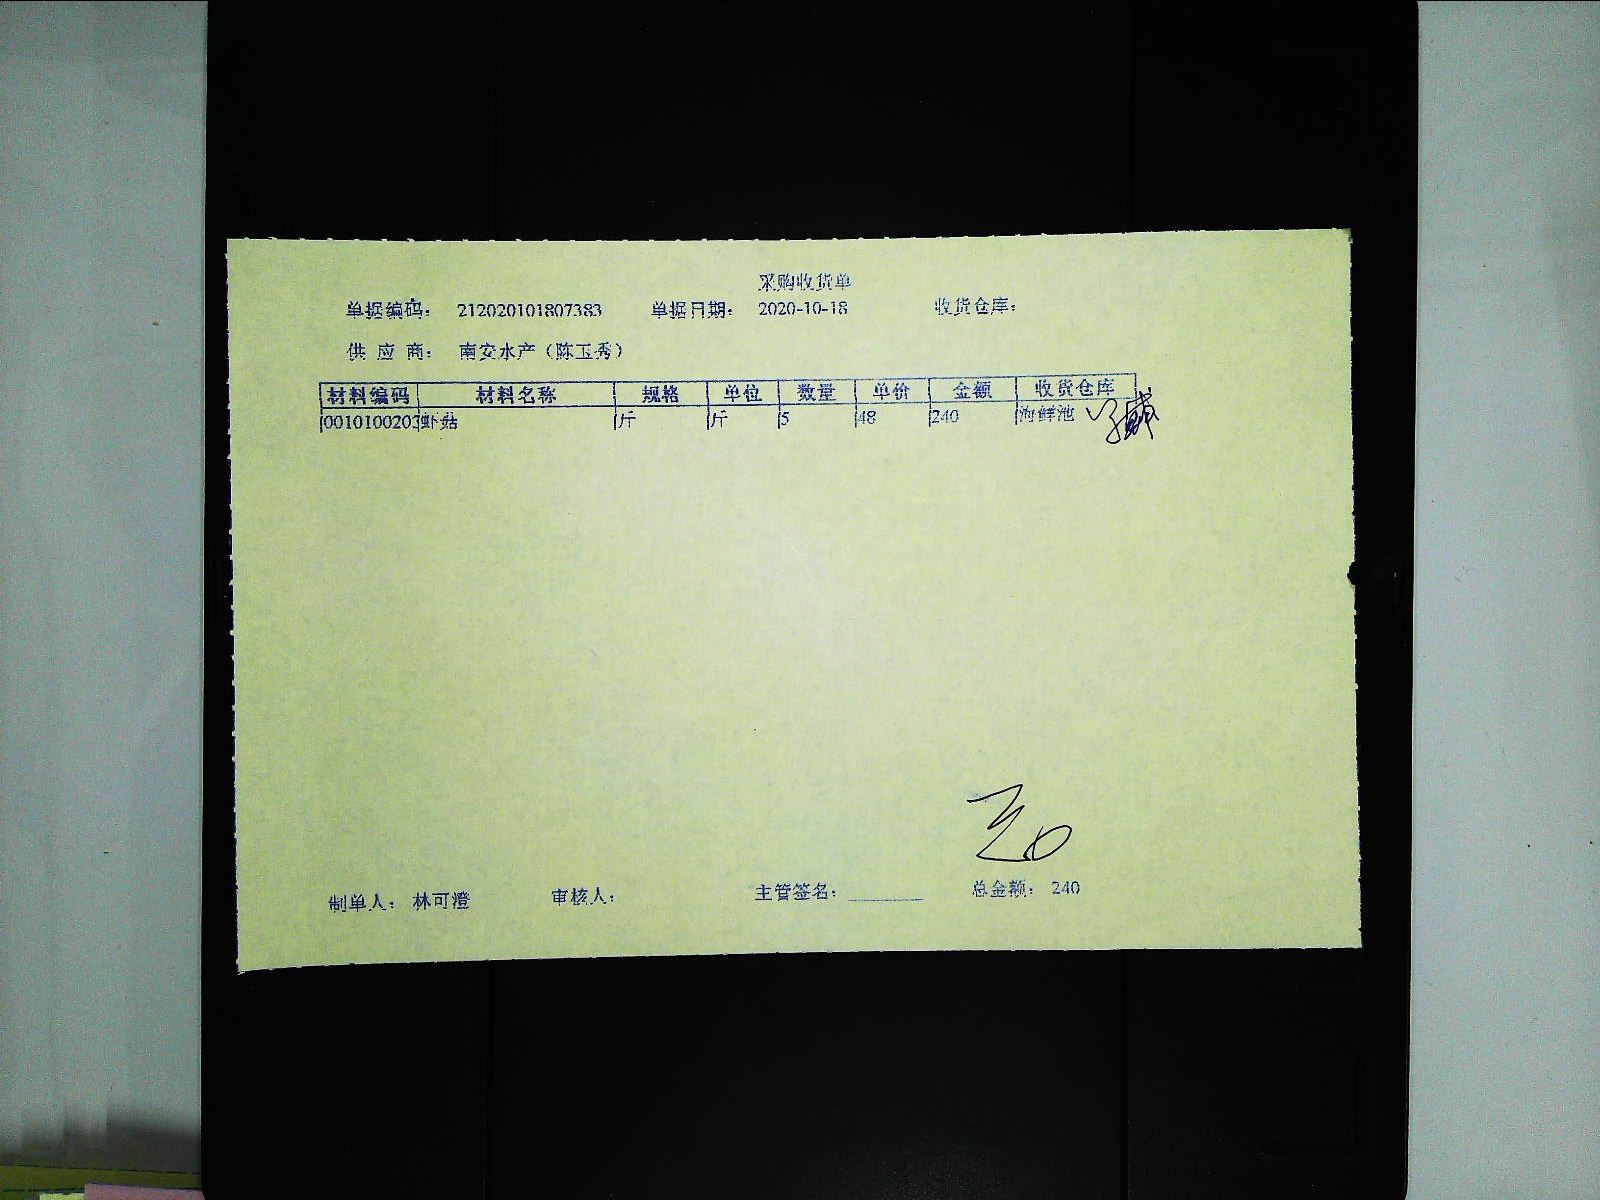 采购收货单
单据编码： 212020101807383 单据日期： 2020-10-18 收货仓库：
供 应 商： 南安水产（陈玉秀）
材料编码 材料名称 规格 单位 数量 单价 金额 收货仓库
0010100203 虾菇 斤 斤 5 48 240 海鲜池
制单人： 林可澄 审核人： 主管签名：________ 总金额： 240